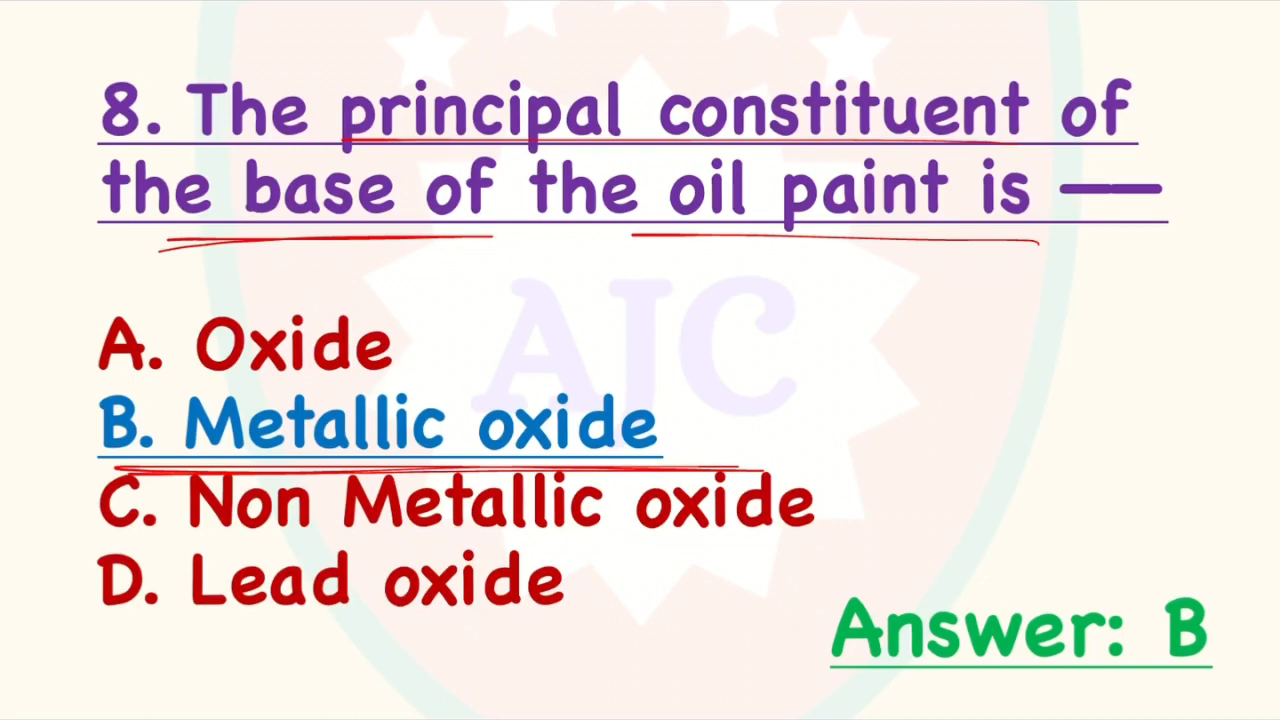 8. The principal constituent of
the base of the oil paint is ——
AJC
A. Oxide
B. Metallic oxide
C. Non Metallic oxide
D. Lead oxide
Answer: B